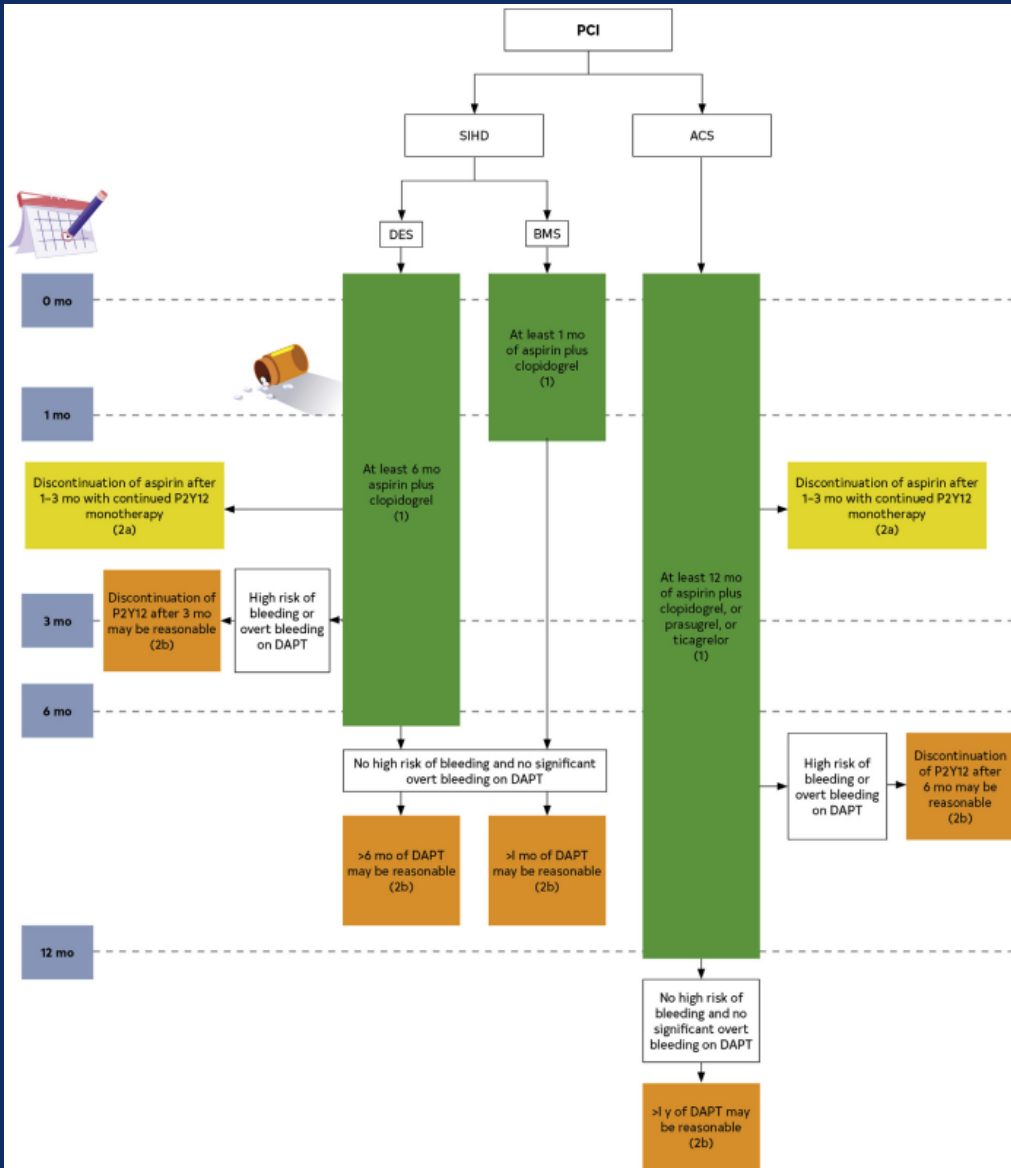 PCI
SIHD
ACS
DES
BMS
0 mo
At least 1 mo
of aspirin plus
clopidogrel
(1)
1 mo
At least 6 mo
aspirin plus
clopidogrel
(1)
Discontinuation of aspirin after
1–3 mo with continued P2Y12
monotherapy
(2a)
Discontinuation of aspirin after
1–3 mo with continued P2Y12
monotherapy
(2a)
3 mo
Discontinuation of
P2Y12 after 3 mo
may be reasonable
(2b)
High risk of
bleeding or
overt bleeding
on DAPT
At least 12 mo
of aspirin plus
clopidogrel, or
prasugrel, or
ticagrelor
(1)
6 mo
No high risk of bleeding and no significant
overt bleeding on DAPT
High risk of
bleeding or
overt bleeding
on DAPT
Discontinuation
of P2Y12 after
6 mo may be
reasonable
(2b)
>6 mo of DAPT
may be reasonable
(2b)
>l mo of DAPT
may be reasonable
(2b)
12 mo
No high risk of
bleeding and no
significant overt
bleeding on DAPT
>l y of DAPT may
be reasonable
(2b)